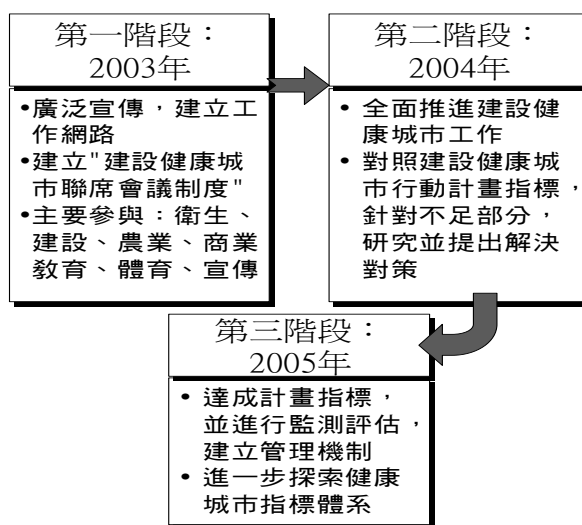 第一階段：
2003年
•廣泛宣傳，建立工
作網路
•建立"建設健康城
市聯席會議制度"
•主要參與：衛生、
建設、農業、商業
教育、體育、宣傳
第二階段：
2004年
• 全面推進建設健
康城市工作
• 對照建設健康城
市行動計畫指標，
針對不足部分，
研究並提出解決
對策
第三階段：
2005年
• 達成計畫指標，
並進行監測評估，
建立管理機制
• 進一步探索健康
城市指標體系